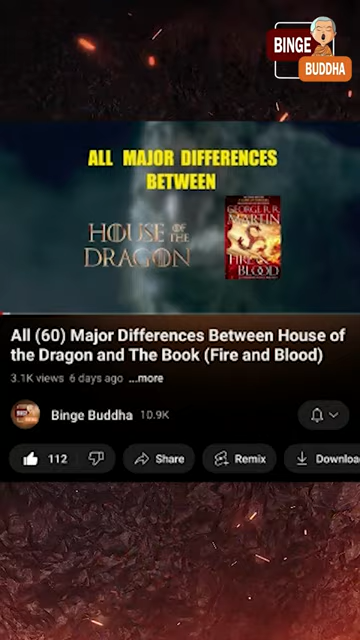 BINGE
BUDDHA
ALL MAJOR DIFFERENCES
BETWEEN
HOUSE OF THE
DRAGON
GEORGE R. R.
MARTIN
FIRE AND
BLOOD
All (60) Major Differences Between House of
the Dragon and The Book (Fire and Blood)
3.1K views 6 days ago ...more
Binge Buddha 10.9K
112 Share Remix Downloa